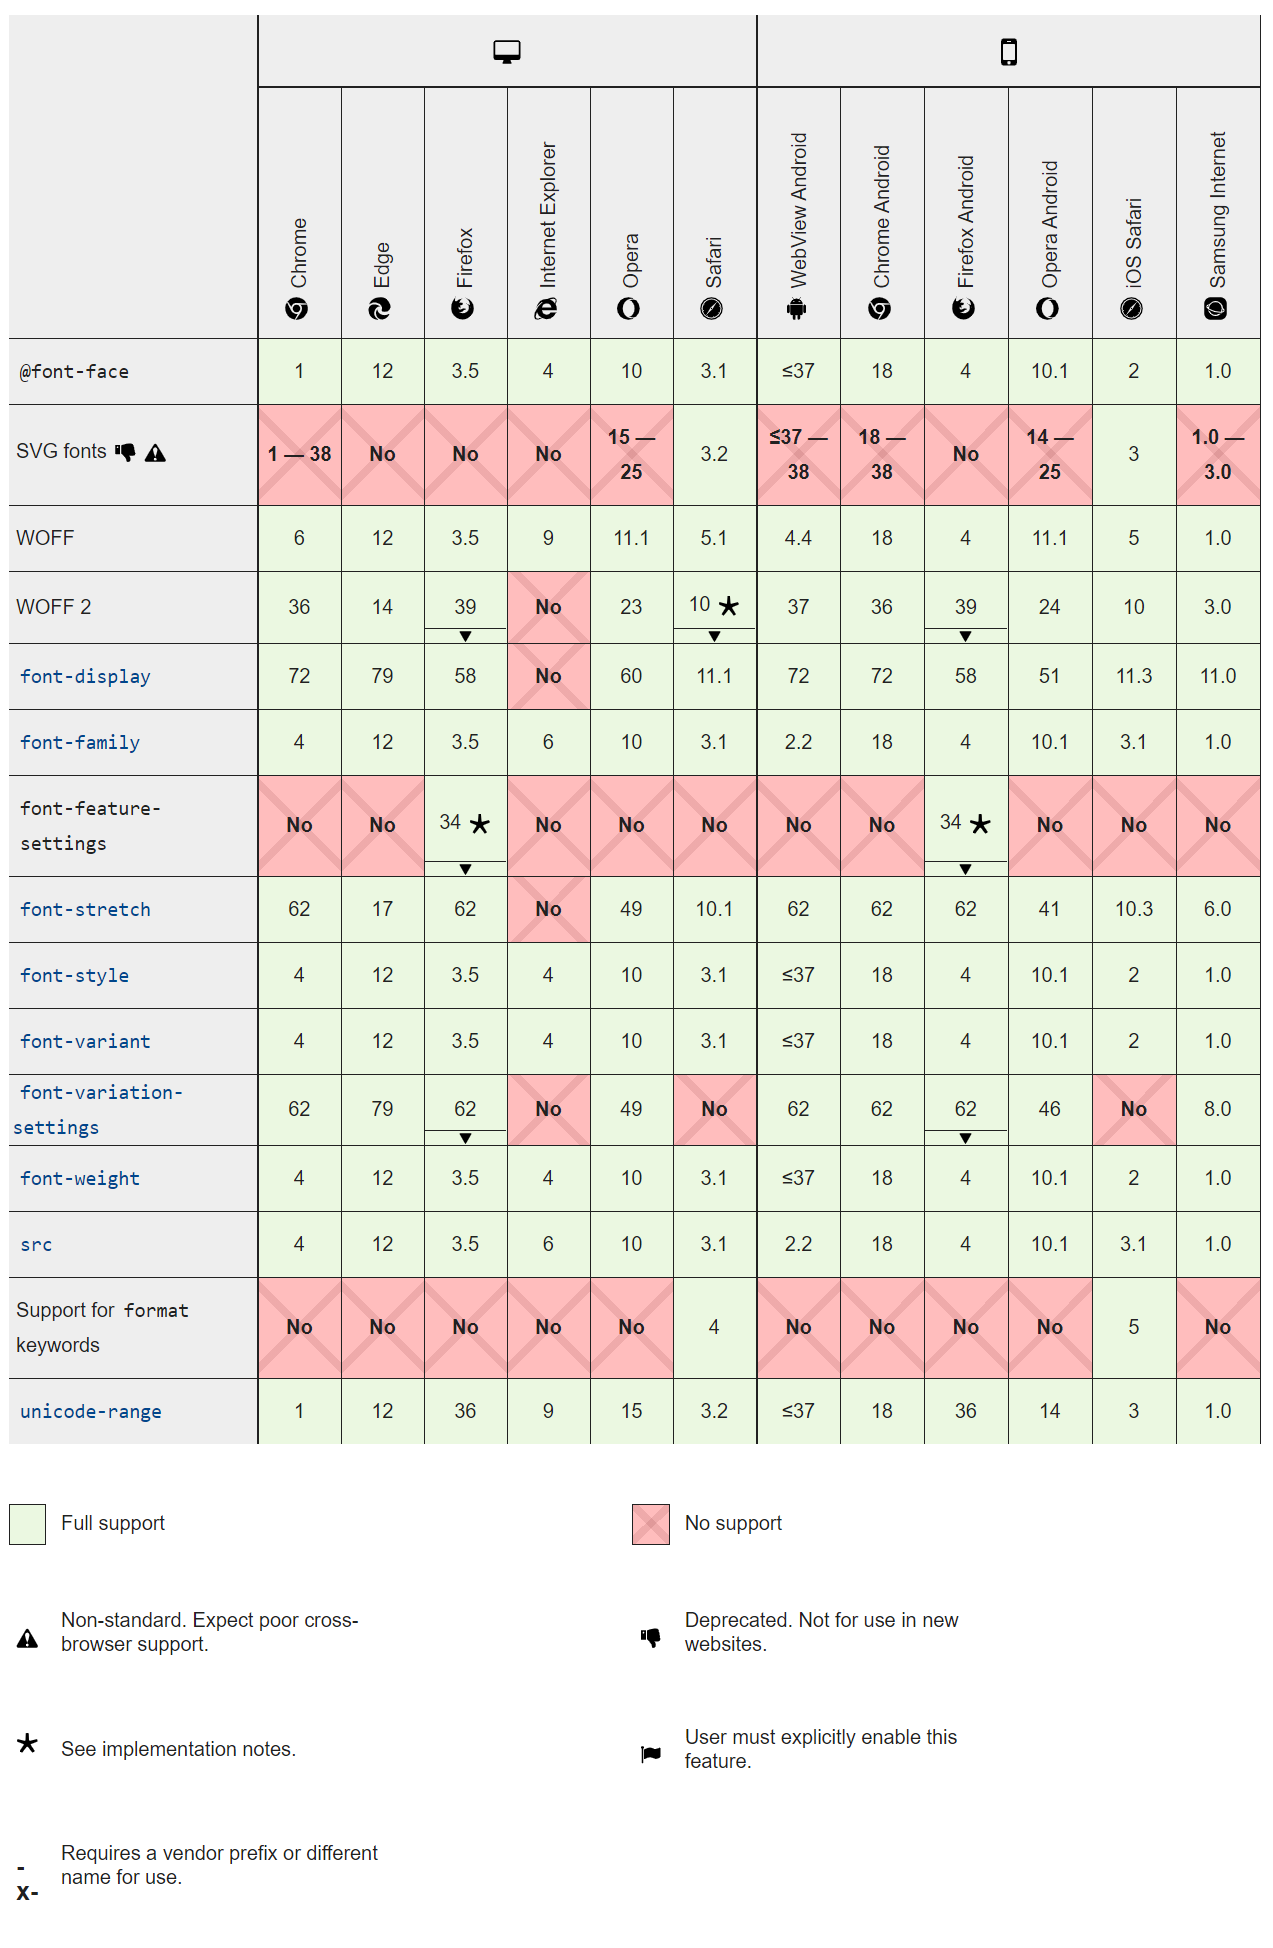 Chrome Edge Firefox Internet Explorer Opera Safari WebView Android Chrome Android Firefox Android Opera Android iOS Safari Samsung Internet
@font-face 1 12 3.5 4 10 3.1 ≤37 18 4 10.1 2 1.0
SVG fonts 1 — 38 No No No 15 — 25 3.2 ≤37 — 38 18 — 38 No 14 — 25 3 1.0 — 3.0
WOFF 6 12 3.5 9 11.1 5.1 4.4 18 4 11.1 5 1.0
WOFF 2 36 14 39 No 23 10 ★ 37 36 39 24 10 3.0
▼ ▼ ▼
font-display 72 79 58 No 60 11.1 72 72 58 51 11.3 11.0
font-family 4 12 3.5 6 10 3.1 2.2 18 4 10.1 3.1 1.0
font-feature-
settings No No 34 ★ No No No No No 34 ★ No No No
▼ ▼
font-stretch 62 17 62 No 49 10.1 62 62 62 41 10.3 6.0
font-style 4 12 3.5 4 10 3.1 ≤37 18 4 10.1 2 1.0
font-variant 4 12 3.5 4 10 3.1 ≤37 18 4 10.1 2 1.0
font-variation-
settings 62 79 62 No 49 No 62 62 62 46 No 8.0
▼ ▼
font-weight 4 12 3.5 4 10 3.1 ≤37 18 4 10.1 2 1.0
src 4 12 3.5 6 10 3.1 2.2 18 4 10.1 3.1 1.0
Support for format
keywords No No No No No 4 No No No No 5 No
unicode-range 1 12 36 9 15 3.2 ≤37 18 36 14 3 1.0
Full support
No support
Non-standard. Expect poor cross-
browser support.
Deprecated. Not for use in new
websites.
★ See implementation notes.
User must explicitly enable this
feature.
-
x-
Requires a vendor prefix or different
name for use.